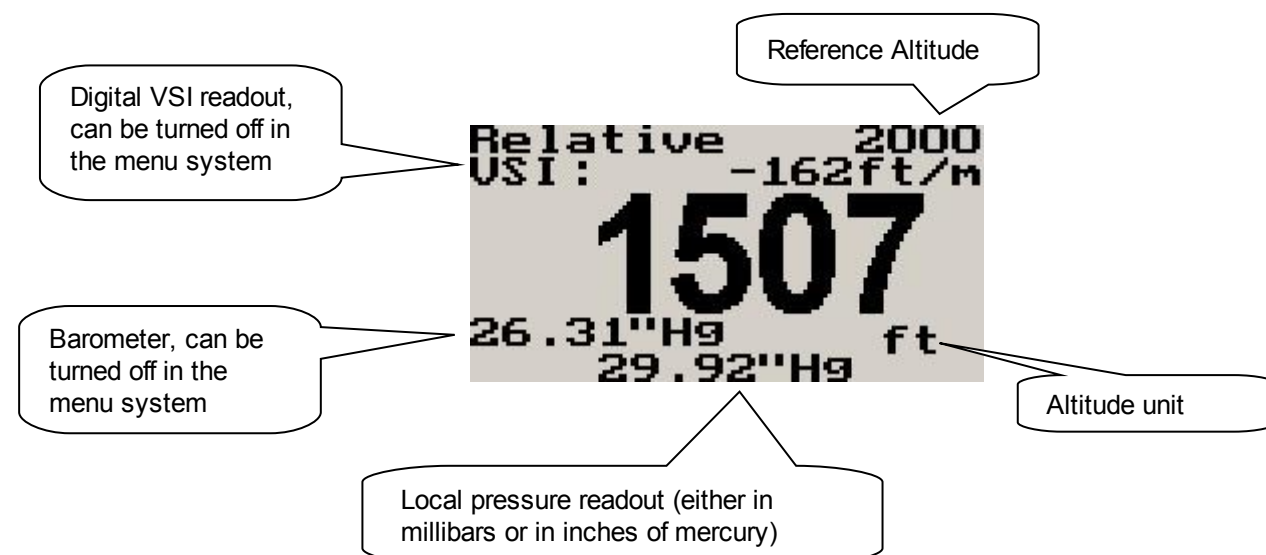 Reference Altitude
Digital VSI readout,
can be turned off in
the menu system
Relative 2000
VSI: -162ft/m
1507
26.31"Hg ft
29.92"Hg
Barometer, can be
turned off in the
menu system
Altitude unit
Local pressure readout (either in
millibars or in inches of mercury)